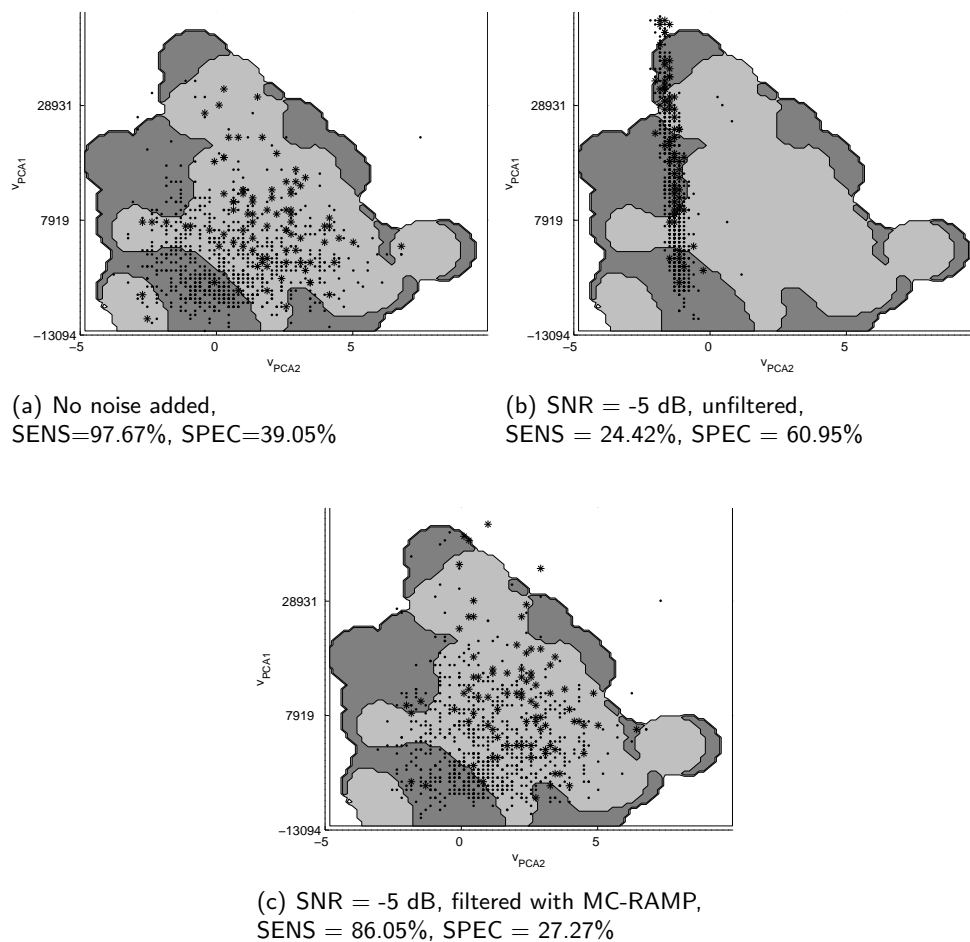 28931
7919
−13094
v_PCA1
−5
0
5
v_PCA2
(a) No noise added,
SENS=97.67%, SPEC=39.05%
28931
7919
−13094
v_PCA1
−5
0
5
v_PCA2
(b) SNR = -5 dB, unfiltered,
SENS = 24.42%, SPEC = 60.95%
28931
7919
−13094
v_PCA1
−5
0
5
v_PCA2
(c) SNR = -5 dB, filtered with MC-RAMP,
SENS = 86.05%, SPEC = 27.27%